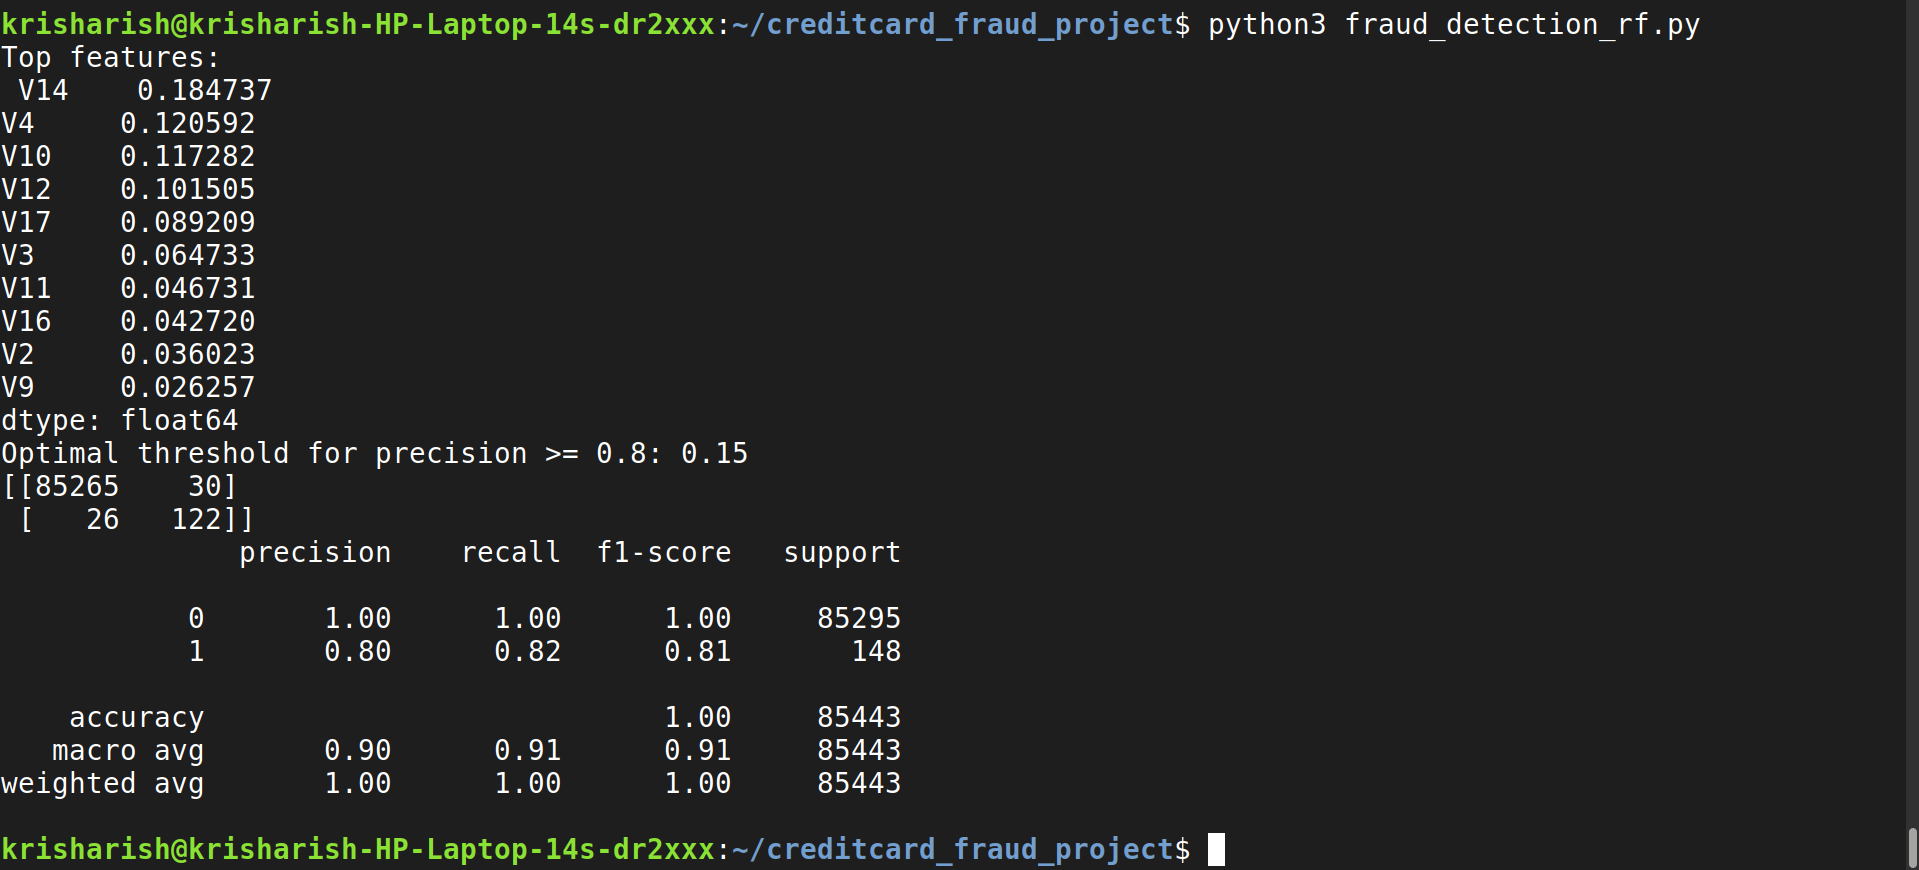 krisharish@krisharish-HP-Laptop-14s-dr2xxx:~/creditcard_fraud_project$ python3 fraud_detection_rf.py
Top features:
 V14    0.184737
V4     0.120592
V10    0.117282
V12    0.101505
V17    0.089209
V3     0.064733
V11    0.046731
V16    0.042720
V2     0.036023
V9     0.026257
dtype: float64
Optimal threshold for precision >= 0.8: 0.15
[[85265    30]
 [   26   122]]
              precision    recall  f1-score   support
           0       1.00      1.00      1.00     85295
           1       0.80      0.82      0.81       148
    accuracy                           1.00     85443
   macro avg       0.90      0.91      0.91     85443
weighted avg       1.00      1.00      1.00     85443
krisharish@krisharish-HP-Laptop-14s-dr2xxx:~/creditcard_fraud_project$